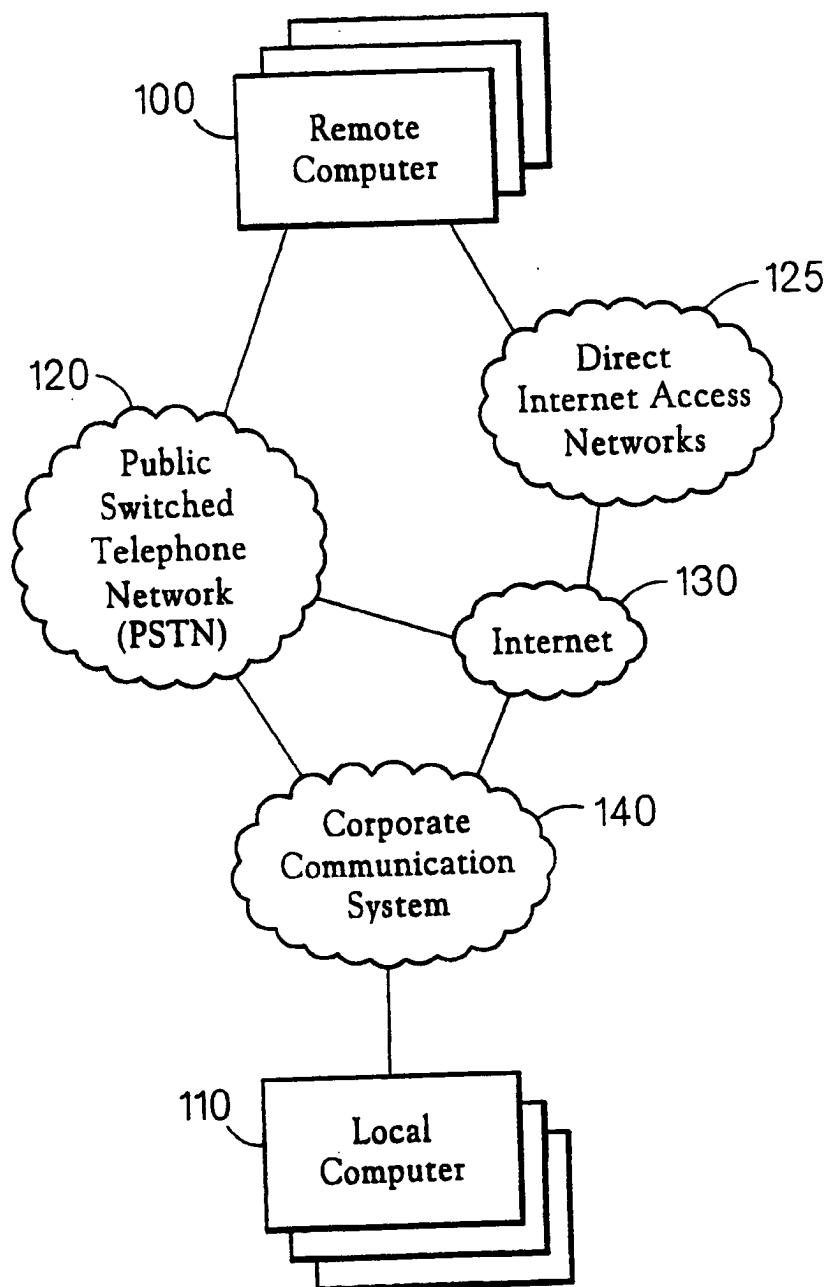 100
Remote
Computer
125
Direct
Internet Access
Networks
120
Public
Switched
Telephone
Network
(PSTN)
130
Internet
140
Corporate
Communication
System
110
Local
Computer